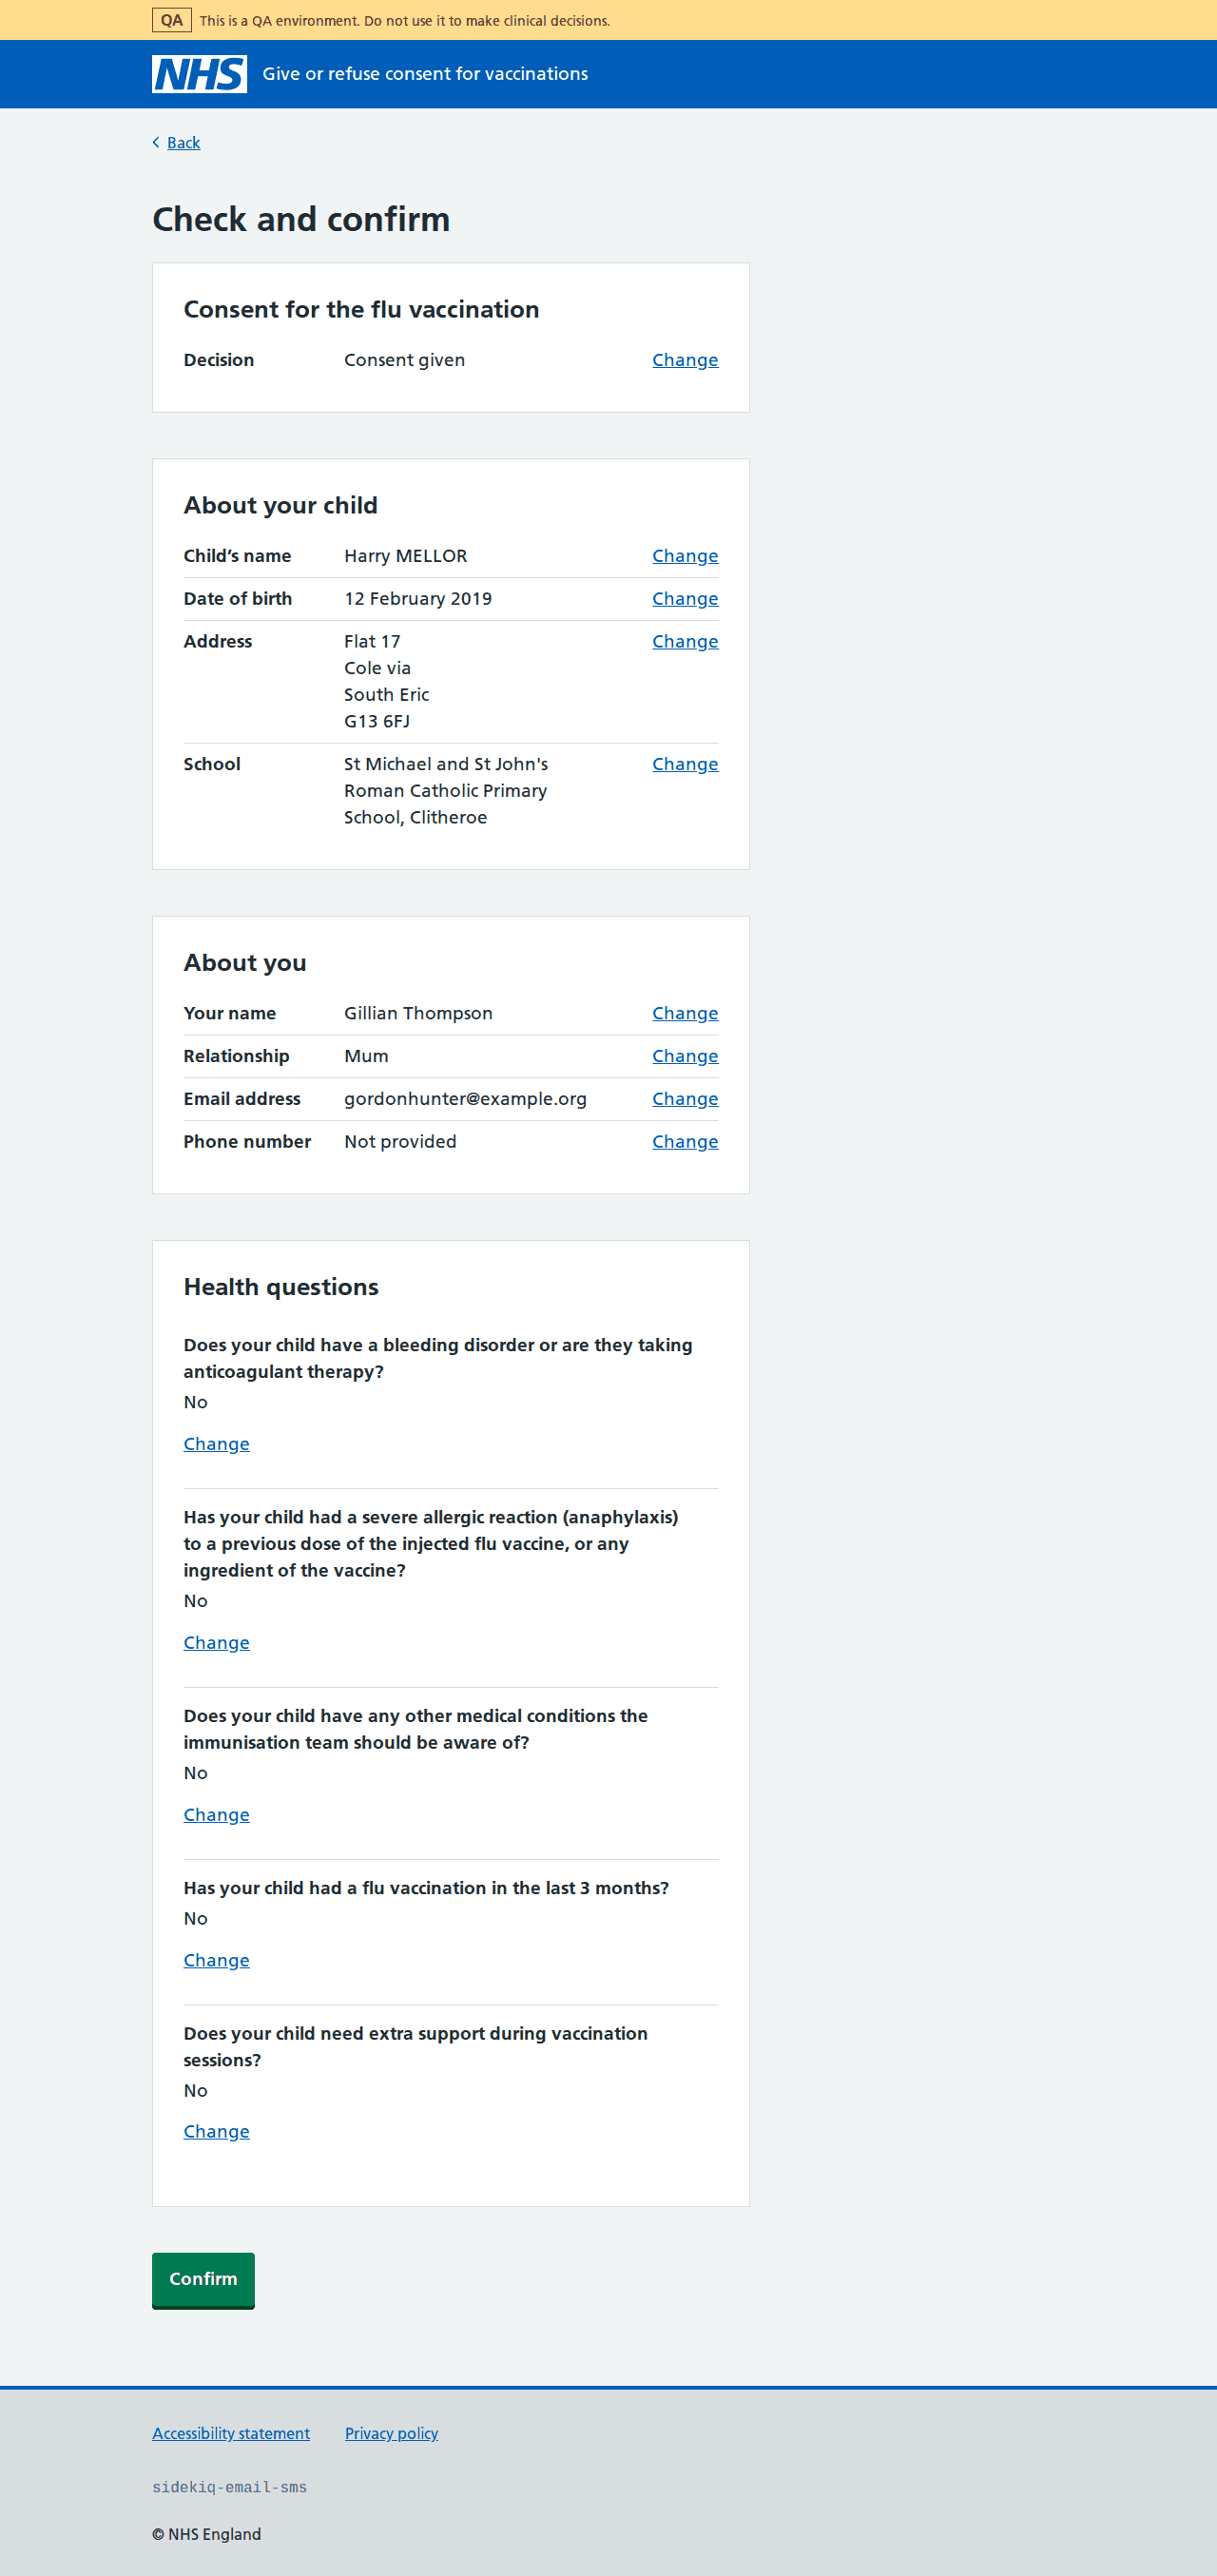 QA This is a QA environment. Do not use it to make clinical decisions.
NHS Give or refuse consent for vaccinations
Back
Check and confirm
Consent for the flu vaccination
Decision Consent given Change
About your child
Child’s name Harry MELLOR Change
Date of birth 12 February 2019 Change
Address Flat 17 Change
Cole via
South Eric
G13 6FJ
School St Michael and St John's Change
Roman Catholic Primary
School, Clitheroe
About you
Your name Gillian Thompson Change
Relationship Mum Change
Email address gordonhunter@example.org Change
Phone number Not provided Change
Health questions
Does your child have a bleeding disorder or are they taking
anticoagulant therapy?
No
Change
Has your child had a severe allergic reaction (anaphylaxis)
to a previous dose of the injected flu vaccine, or any
ingredient of the vaccine?
No
Change
Does your child have any other medical conditions the
immunisation team should be aware of?
No
Change
Has your child had a flu vaccination in the last 3 months?
No
Change
Does your child need extra support during vaccination
sessions?
No
Change
Confirm
Accessibility statement Privacy policy
sidekiq-email-sms
© NHS England